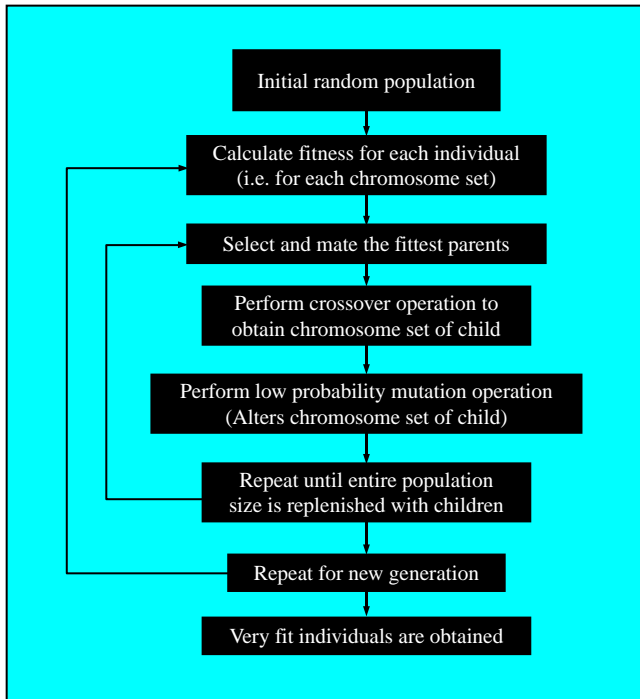 Initial random population
Calculate fitness for each individual
(i.e. for each chromosome set)
Select and mate the fittest parents
Perform crossover operation to
obtain chromosome set of child
Perform low probability mutation operation
(Alters chromosome set of child)
Repeat until entire population
size is replenished with children
Repeat for new generation
Very fit individuals are obtained